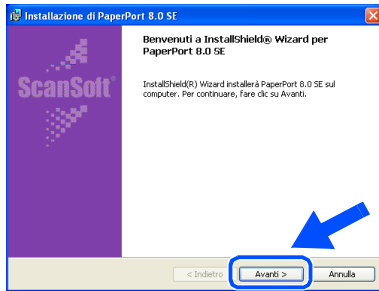 Installazione di PaperPort 8.0 SE
Benvenuti a InstallShield® Wizard per
PaperPort 8.0 SE
ScanSoft®
InstallShield(R) Wizard installerà PaperPort 8.0 SE sul
computer. Per continuare, fare clic su Avanti.
< Indietro Avanti > Annulla